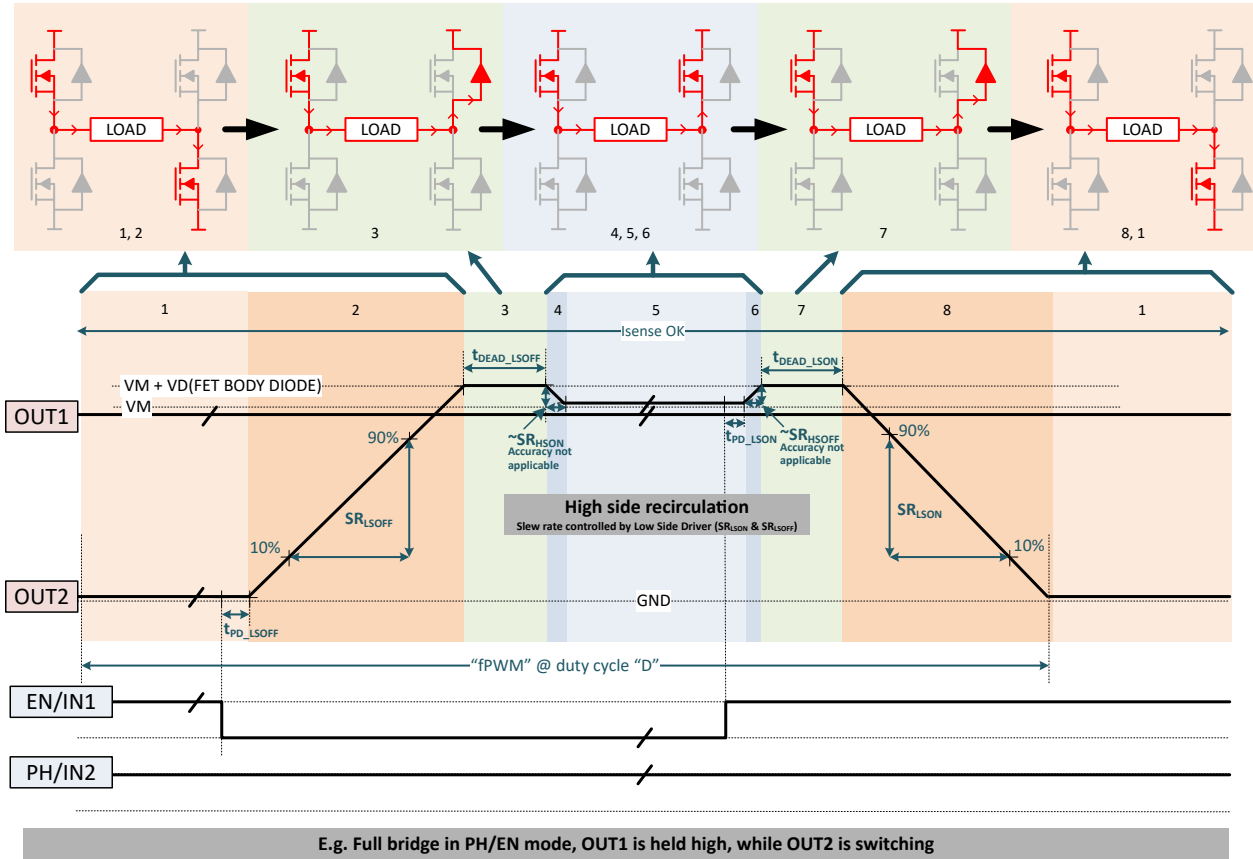 LOAD
LOAD
LOAD
LOAD
LOAD
1, 2
3
4, 5, 6
7
8, 1
1
2
3
4
5
6
7
8
1
Isense OK
tDEAD_LSOFF
tDEAD_LSON
VM + VD(FET BODY DIODE)
VM
OUT1
90%
~SRHSON
Accuracy not
applicable
tPD_LSON
~SRHSOFF
Accuracy not
applicable
90%
High side recirculation
Slew rate controlled by Low Side Driver (SRLSON & SRLSOFF)
SRLSOFF
SRLSON
10%
10%
OUT2
GND
tPD_LSOFF
“fPWM” @ duty cycle “D”
EN/IN1
PH/IN2
E.g. Full bridge in PH/EN mode, OUT1 is held high, while OUT2 is switching